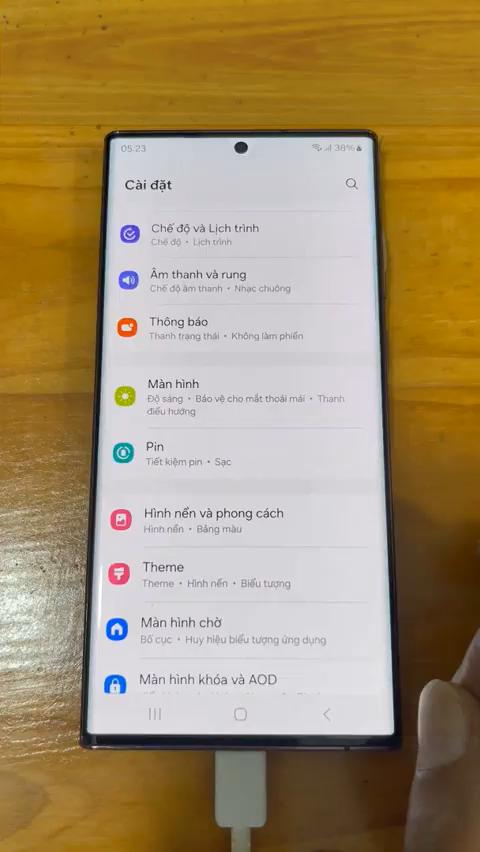 05:23
38%
Cài đặt
Chế độ và Lịch trình
Chế độ • Lịch trình
Âm thanh và rung
Chế độ âm thanh • Nhạc chuông
Thông báo
Thanh trạng thái • Không làm phiền
Màn hình
Độ sáng • Bảo vệ cho mắt thoải mái • Thanh
điều hướng
Pin
Tiết kiệm pin • Sạc
Hình nền và phong cách
Hình nền • Bảng màu
Theme
Theme • Hình nền • Biểu tượng
Màn hình chờ
Bố cục • Huy hiệu biểu tượng ứng dụng
Màn hình khóa và AOD